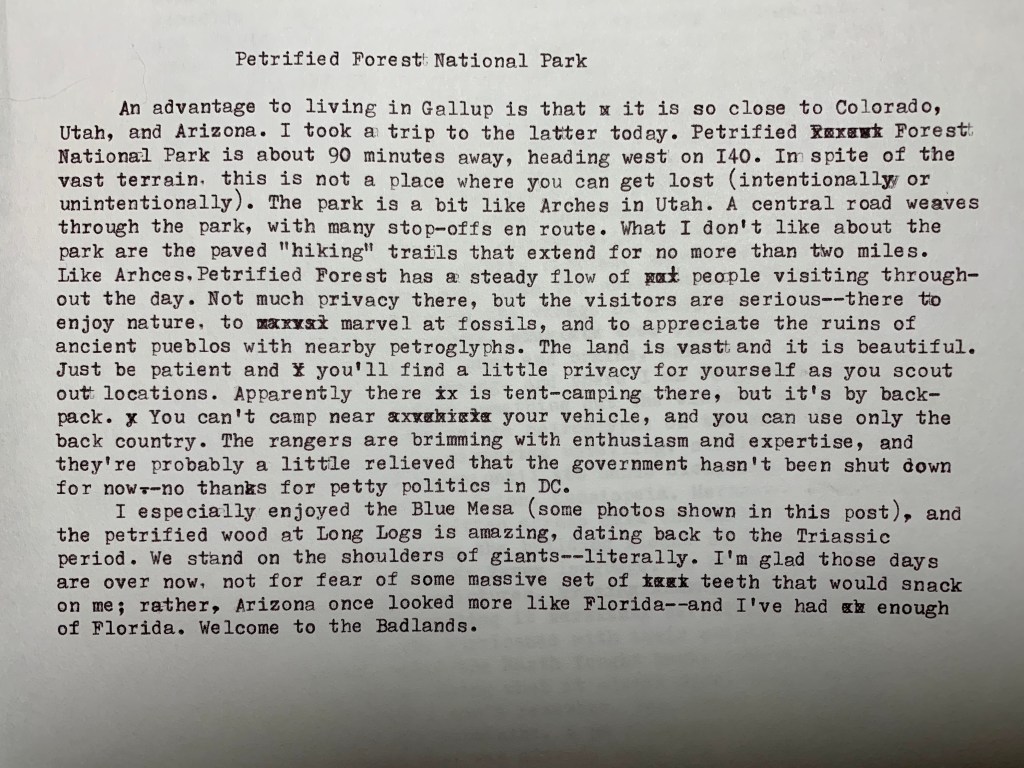 Petrified Forest National Park
An advantage to living in Gallup is that it is so close to Colorado,
Utah, and Arizona. I took a trip to the latter today. Petrified Forest
National Park is about 90 minutes away, heading west on I40. In spite of the
vast terrain, this is not a place where you can get lost (intentionally or
unintentionally). The park is a bit like Arches in Utah. A central road weaves
through the park, with many stop-offs en route. What I don't like about the
park are the paved "hiking" trails that extend for no more than two miles.
Like Arhces, Petrified Forest has a steady flow of people visiting through-
out the day. Not much privacy there, but the visitors are serious--there to
enjoy nature, to marvel at fossils, and to appreciate the ruins of
ancient pueblos with nearby petroglyphs. The land is vast and it is beautiful.
Just be patient and you'll find a little privacy for yourself as you scout
out locations. Apparently there is tent-camping there, but it's by back-
pack. You can't camp near your vehicle, and you can use only the
back country. The rangers are brimming with enthusiasm and expertise, and
they're probably a little relieved that the government hasn't been shut down
for now--no thanks for petty politics in DC.
I especially enjoyed the Blue Mesa (some photos shown in this post), and
the petrified wood at Long Logs is amazing, dating back to the Triassic
period. We stand on the shoulders of giants--literally. I'm glad those days
are over now, not for fear of some massive set of teeth that would snack
on me; rather, Arizona once looked more like Florida--and I've had enough
of Florida. Welcome to the Badlands.